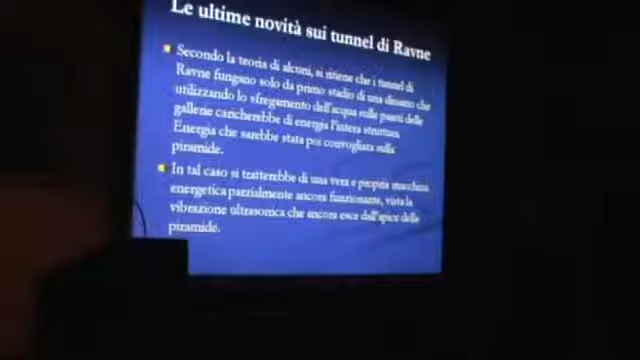 Le ultime novità sui tunnel di Ravne
Secondo la teoria di alcuni, si ritiene che i tunnel di
Ravne fungano solo da primo stadio di una dinamo che
utilizzando lo sfregamento dell'acqua sulle pareti delle
gallerie caricherebbe di energia l'intera struttura.
Energia che sarebbe stata poi convogliata sulla
piramide.
In tal caso si tratterebbe di una vera e propria macchina
energetica parzialmente ancora funzionante, vista la
vibrazione ultrasonica che ancora esce dall'apice della
piramide.